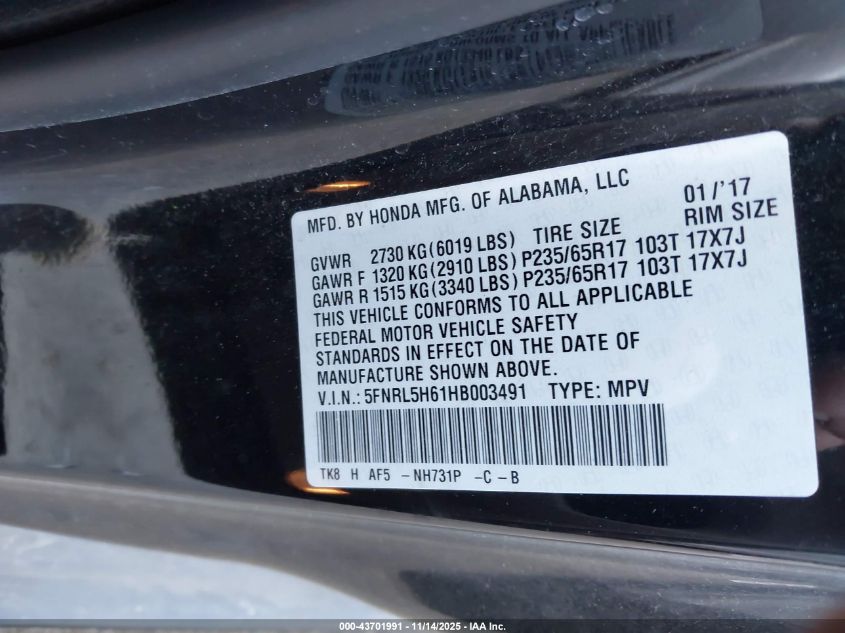 MFD. BY HONDA MFG. OF ALABAMA, LLC 01/'17
GVWR 2730 KG(6019 LBS) TIRE SIZE RIM SIZE
GAWR F 1320 KG(2910 LBS) P235/65R17 103T 17X7J
GAWR R 1515 KG(3340 LBS) P235/65R17 103T 17X7J
THIS VEHICLE CONFORMS TO ALL APPLICABLE
FEDERAL MOTOR VEHICLE SAFETY
STANDARDS IN EFFECT ON THE DATE OF
MANUFACTURE SHOWN ABOVE.
V.I.N.: 5FNRL5H61HB003491 TYPE: MPV
TK8 H AF5 -NH731P -C-B
000-43701991 - 11/14/2025 - IAA Inc.